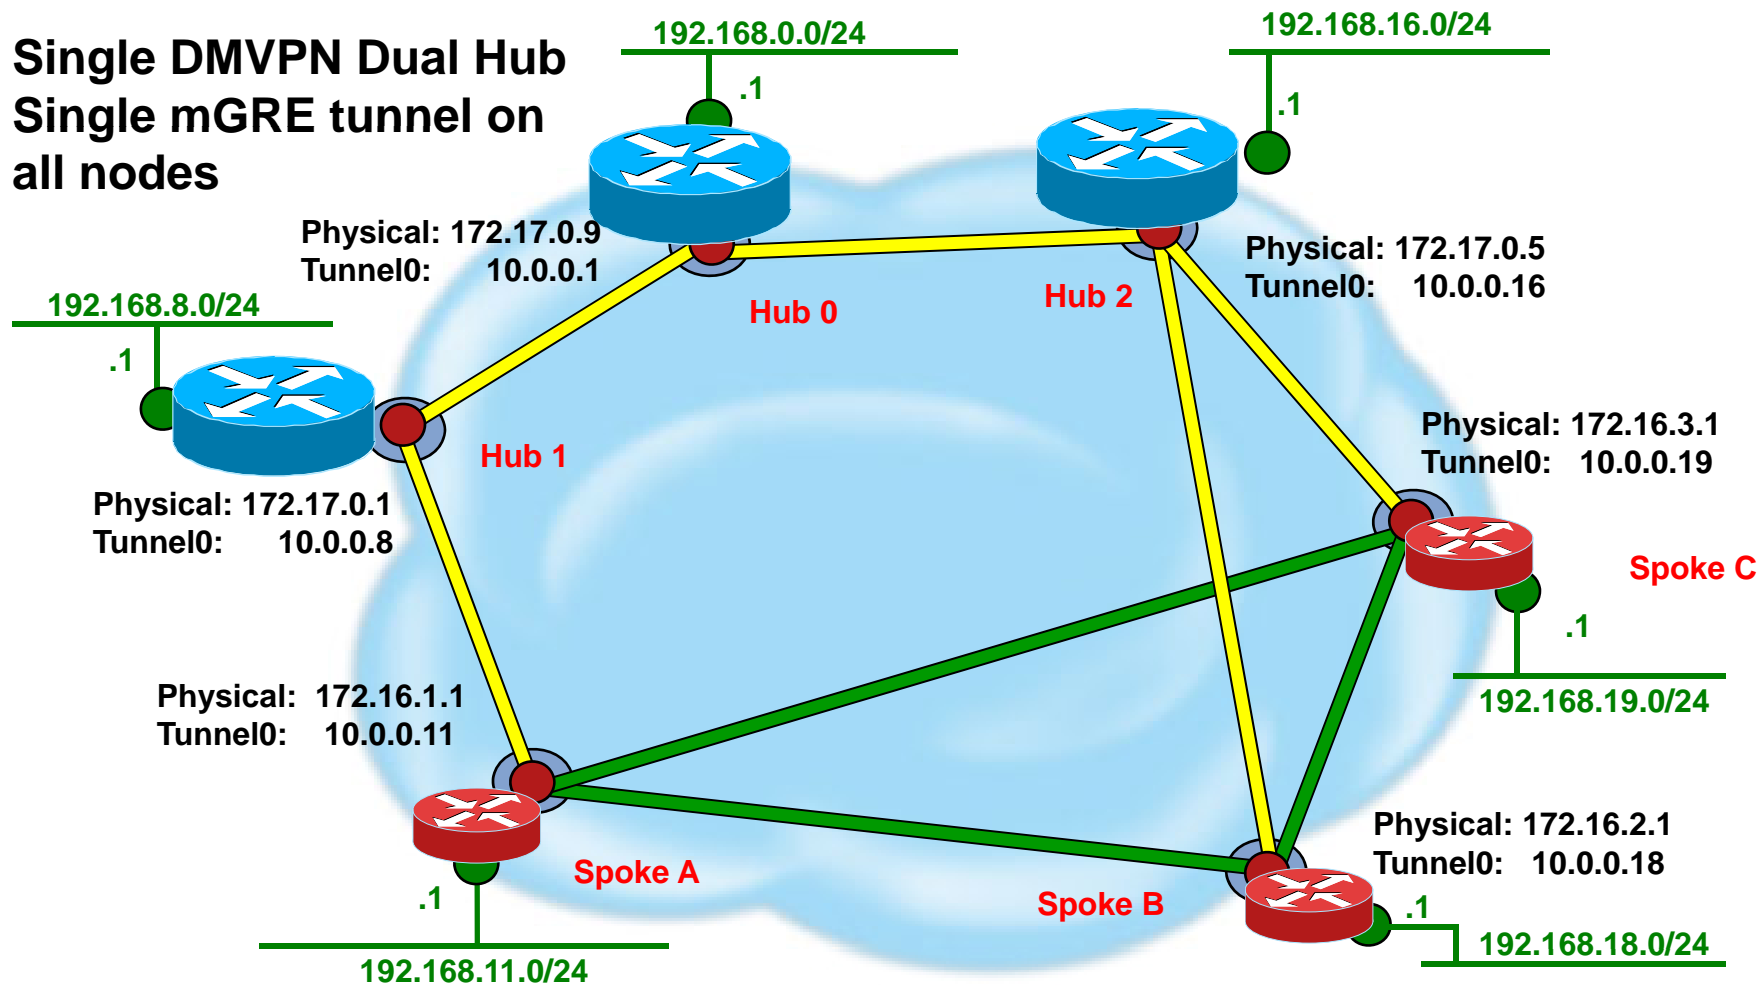 Single DMVPN Dual Hub
Single mGRE tunnel on
all nodes
192.168.0.0/24
.1
192.168.16.0/24
.1
Physical: 172.17.0.9
Tunnel0: 10.0.0.1
Hub 0
Hub 2
Physical: 172.17.0.5
Tunnel0: 10.0.0.16
192.168.8.0/24
.1
Hub 1
Physical: 172.17.0.1
Tunnel0: 10.0.0.8
Physical: 172.16.3.1
Tunnel0: 10.0.0.19
Spoke C
.1
192.168.19.0/24
Physical: 172.16.1.1
Tunnel0: 10.0.0.11
Spoke A
.1
192.168.11.0/24
Physical: 172.16.2.1
Tunnel0: 10.0.0.18
Spoke B
.1
192.168.18.0/24